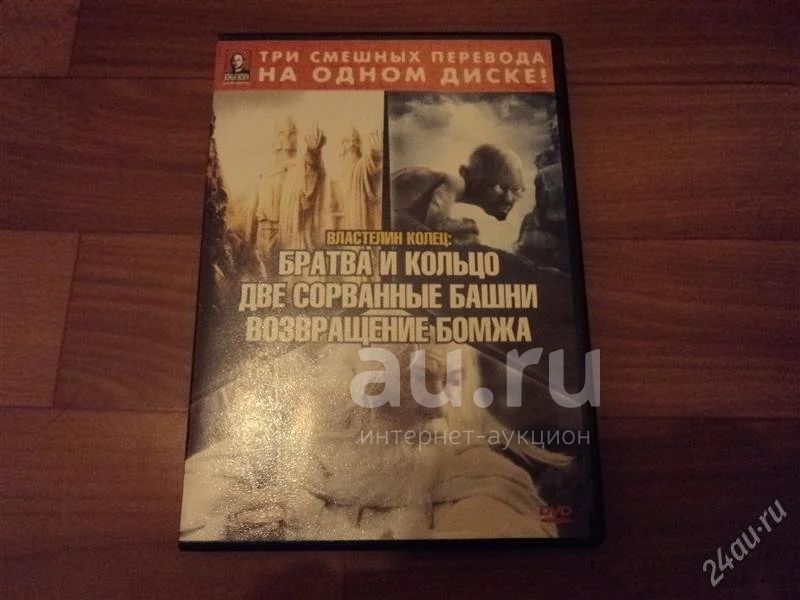 ТРИ СМЕШНЫХ ПЕРЕВОДА
НА ОДНОМ ДИСКЕ!
ВЛАСТЕЛИН КОЛЕЦ:
БРАТВА И КОЛЬЦО
ДВЕ СОРВАННЫЕ БАШНИ
ВОЗВРАЩЕНИЕ БОМЖА
au.ru
интернет-аукцион
DVD
24au.ru